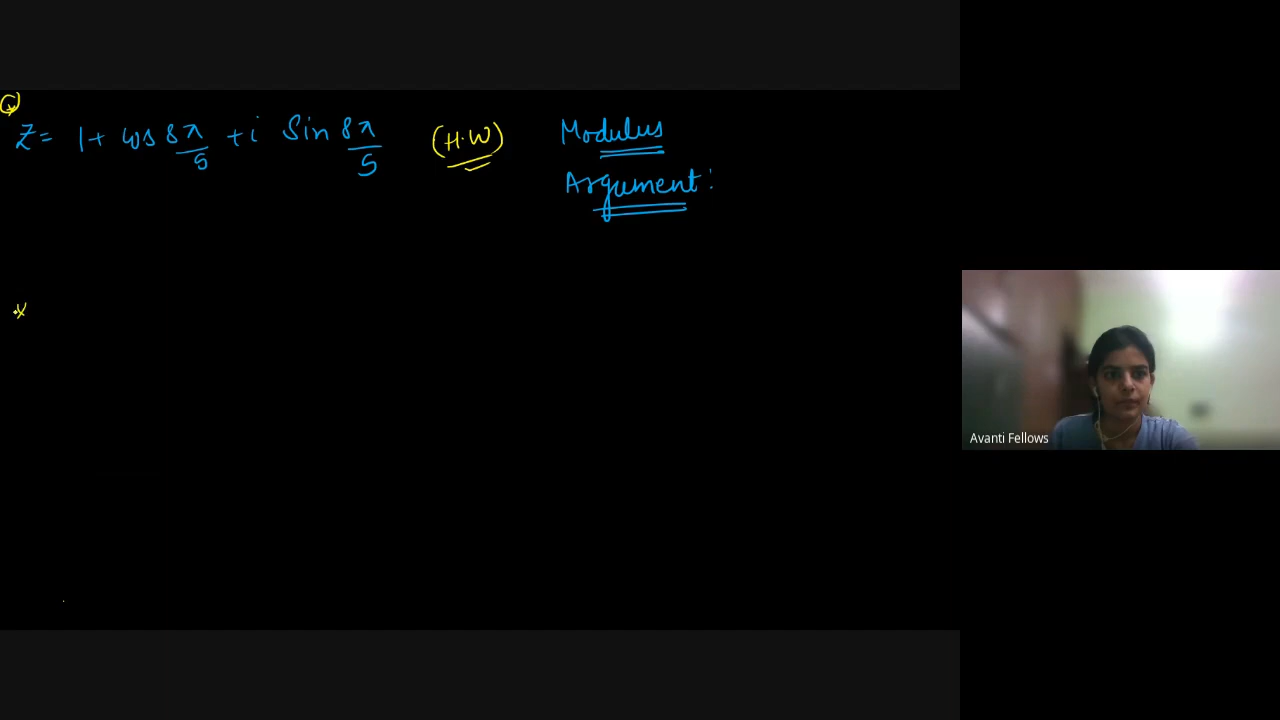 Q
Z = 1 + cos 8π/5 + i Sin 8π/5 (H.W) Modulus
Argument:
Avanti Fellows